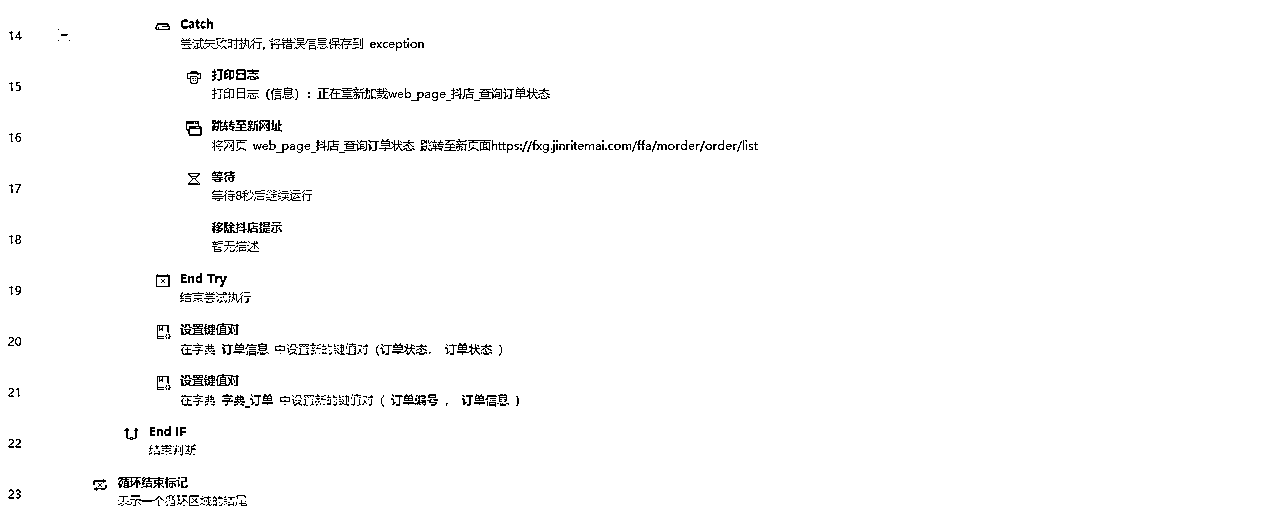 14
Catch
尝试失败时执行, 将错误信息保存到 exception
15
打印日志
打印日志（信息）：正在重新加载web_page_抖店_查询订单状态
16
跳转至新网址
将网页 web_page_抖店_查询订单状态 跳转至新页面https://fxg.jinritemai.com/ffa/morder/order/list
17
等待
等待8秒后继续运行
18
移除抖店提示
暂无描述
19
End Try
结束尝试执行
20
设置键值对
在字典 订单信息 中设置新的键值对（订单状态, 订单状态 ）
21
设置键值对
在字典 字典_订单 中设置新的键值对（ 订单编号 , 订单信息 ）
22
End IF
结束判断
23
循环结束标记
表示一个循环区域的结尾